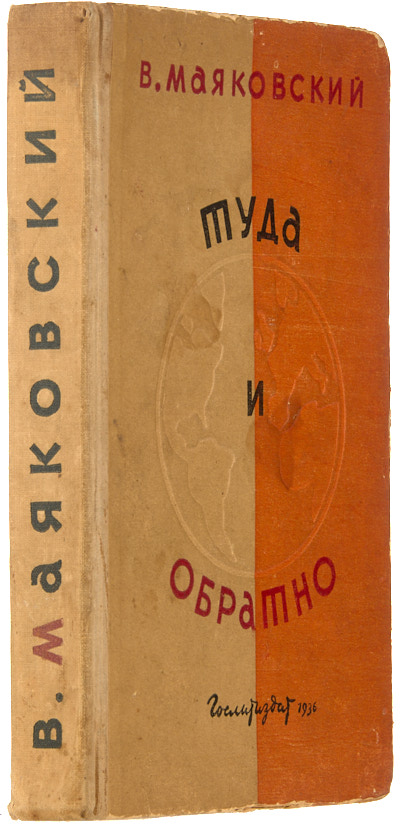 В. Маяковский
В. Маяковский
Туда
и
обратно
Гослитиздат 1936